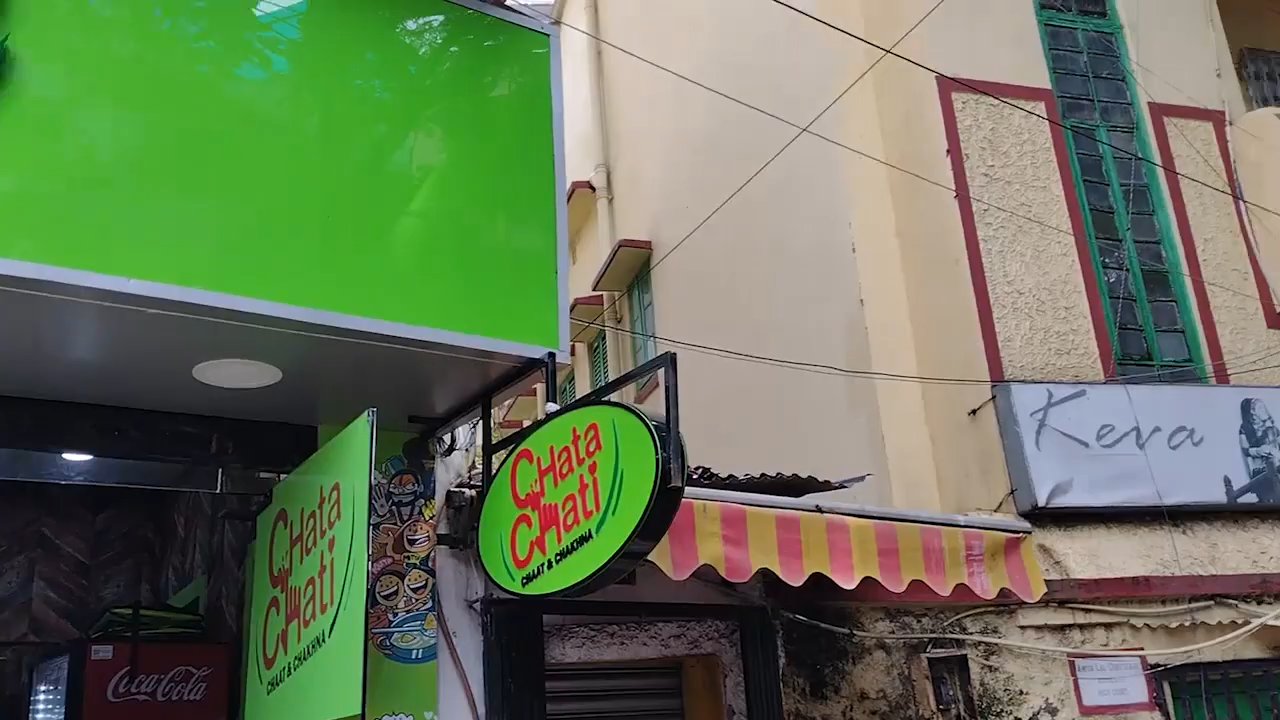 CHata
CHati
CHAAT & CHAKHNA
CHata
CHati
CHAAT & CHAKHNA
Keva
Coca-Cola